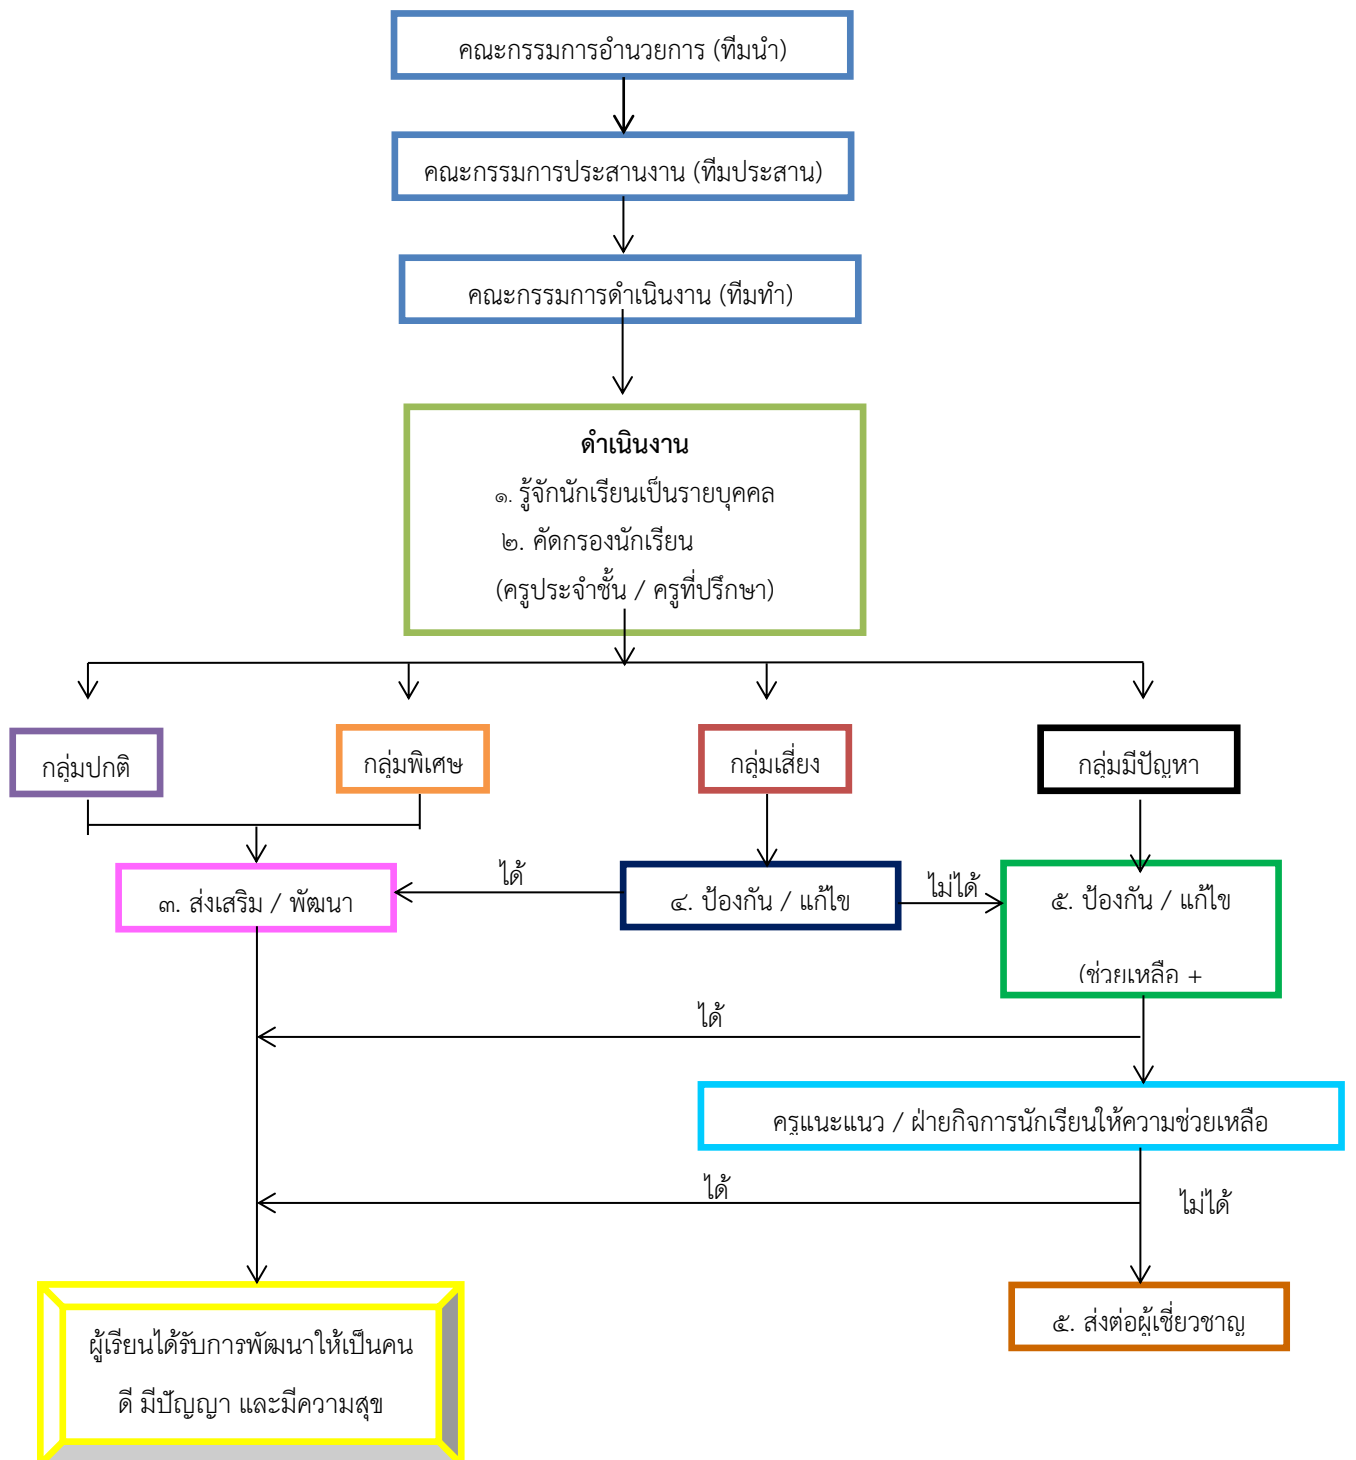 คณะกรรมการอำนวยการ (ทีมนำ)
คณะกรรมการประสานงาน (ทีมประสาน)
คณะกรรมการดำเนินงาน (ทีมทำ)
ดำเนินงาน
๑. รู้จักนักเรียนเป็นรายบุคคล
๒. คัดกรองนักเรียน
(ครูประจำชั้น / ครูที่ปรึกษา)
กลุ่มปกติ
กลุ่มพิเศษ
กลุ่มเสี่ยง
กลุ่มมีปัญหา
๓. ส่งเสริม / พัฒนา
ได้
๔. ป้องกัน / แก้ไข
ไม่ได้
๕. ป้องกัน / แก้ไข
(ช่วยเหลือ +
ได้
ครูแนะแนว / ฝ่ายกิจการนักเรียนให้ความช่วยเหลือ
ได้
ไม่ได้
ผู้เรียนได้รับการพัฒนาให้เป็นคน
ดี มีปัญญา และมีความสุข
๕. ส่งต่อผู้เชี่ยวชาญ